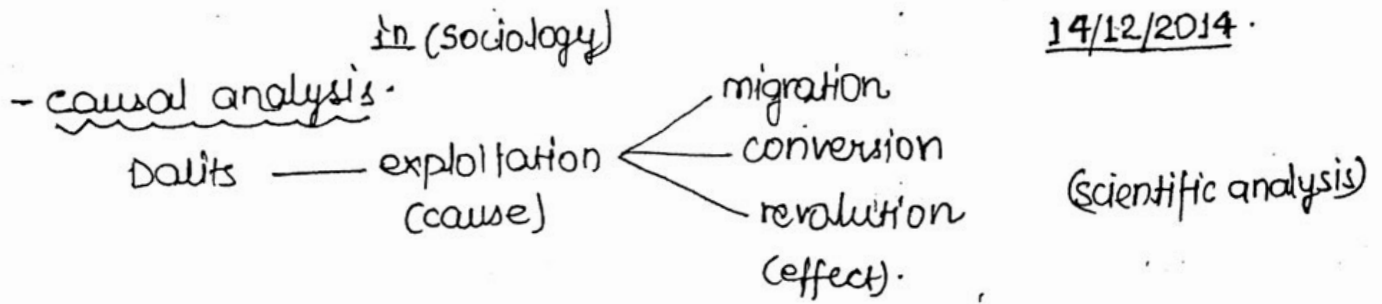 in (sociology) 14/12/2014.
- causal analysis.
migration
Dalits — exploitation conversion
(cause) revolution (scientific analysis)
(effect).